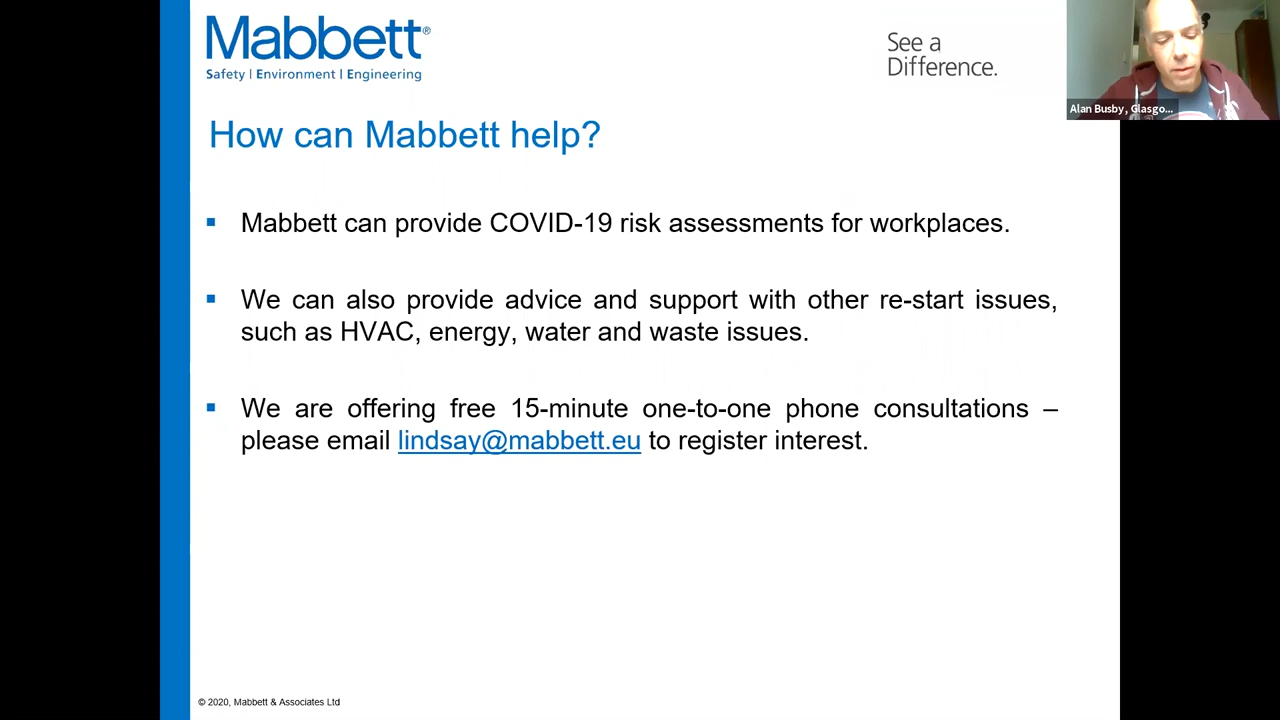 Mabbett®
Safety | Environment | Engineering
See a
Difference.
Alan Busby, Glasgo...
How can Mabbett help?
▪ Mabbett can provide COVID-19 risk assessments for workplaces.
▪ We can also provide advice and support with other re-start issues,
such as HVAC, energy, water and waste issues.
▪ We are offering free 15-minute one-to-one phone consultations –
please email lindsay@mabbett.eu to register interest.
© 2020, Mabbett & Associates Ltd